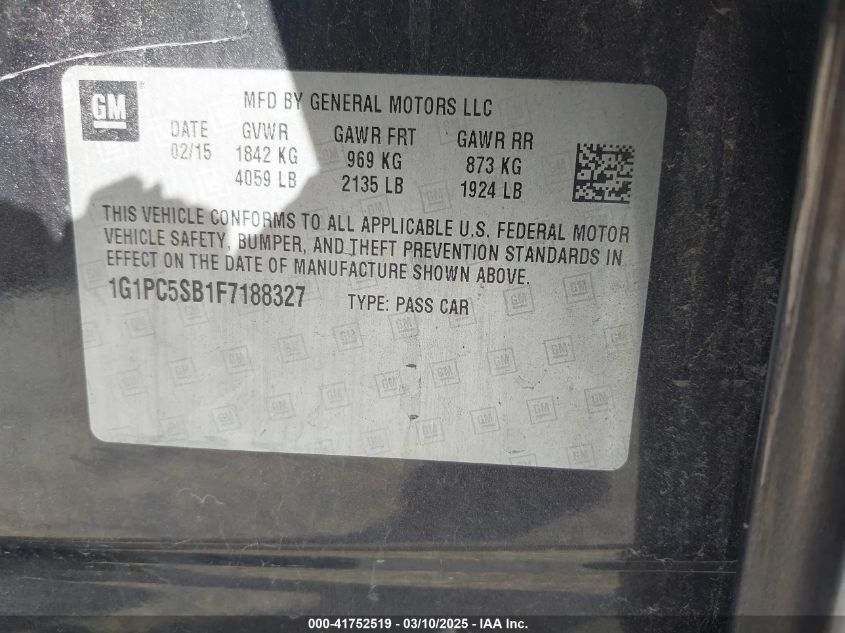 GM
MFD BY GENERAL MOTORS LLC
DATE GVWR GAWR FRT GAWR RR
02/15 1842 KG 969 KG 873 KG
4059 LB 2135 LB 1924 LB
THIS VEHICLE CONFORMS TO ALL APPLICABLE U.S. FEDERAL MOTOR
VEHICLE SAFETY, BUMPER, AND THEFT PREVENTION STANDARDS IN
EFFECT ON THE DATE OF MANUFACTURE SHOWN ABOVE.
1G1PC5SB1F7188327 TYPE: PASS CAR
000-41752519 — 03/10/2025 — IAA Inc.